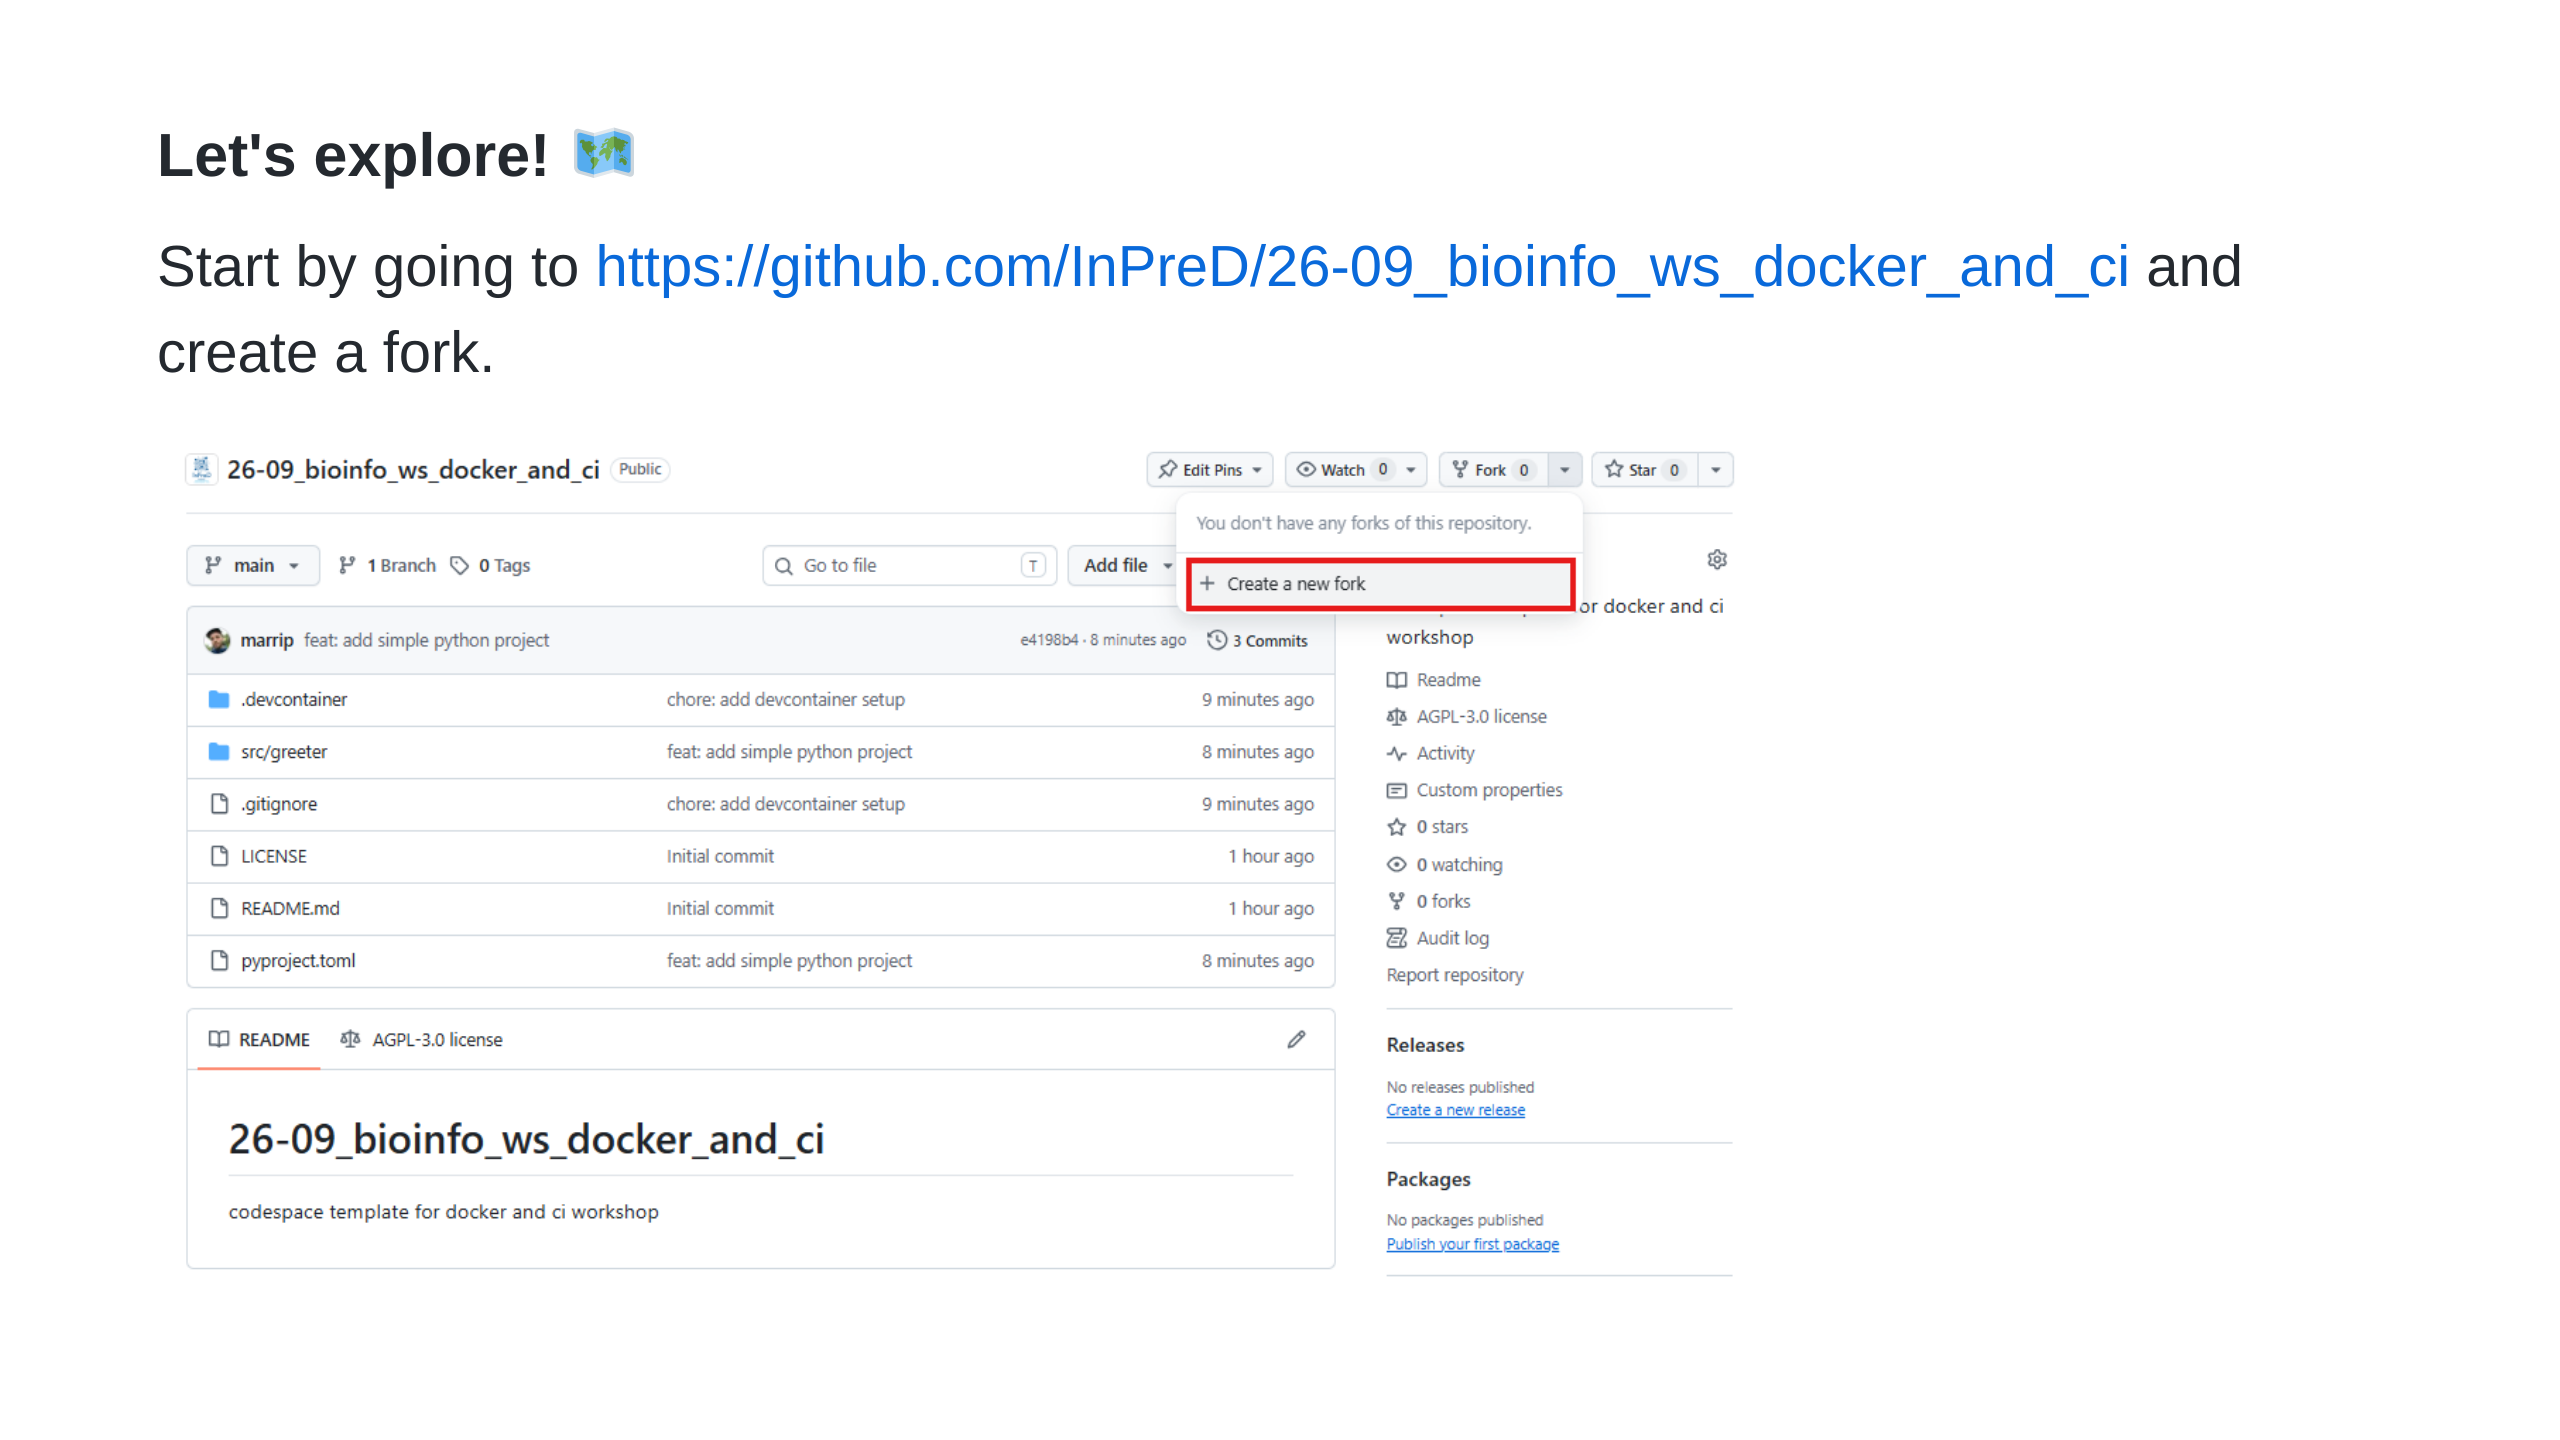 Let's explore!
Start by going to https://github.com/InPreD/26-09_bioinfo_ws_docker_and_ci and
create a fork.
26-09_bioinfo_ws_docker_and_ci Public
Edit Pins Watch 0 Fork 0 Star 0
You don't have any forks of this repository.
main 1 Branch 0 Tags Go to file T Add file
Create a new fork
or docker and ci
workshop
marrip feat: add simple python project e4198b4 · 8 minutes ago 3 Commits
.devcontainer chore: add devcontainer setup 9 minutes ago
src/greeter feat: add simple python project 8 minutes ago
.gitignore chore: add devcontainer setup 9 minutes ago
LICENSE Initial commit 1 hour ago
README.md Initial commit 1 hour ago
pyproject.toml feat: add simple python project 8 minutes ago
Readme
AGPL-3.0 license
Activity
Custom properties
0 stars
0 watching
0 forks
Audit log
Report repository
README AGPL-3.0 license
26-09_bioinfo_ws_docker_and_ci
codespace template for docker and ci workshop
Releases
No releases published
Create a new release
Packages
No packages published
Publish your first package